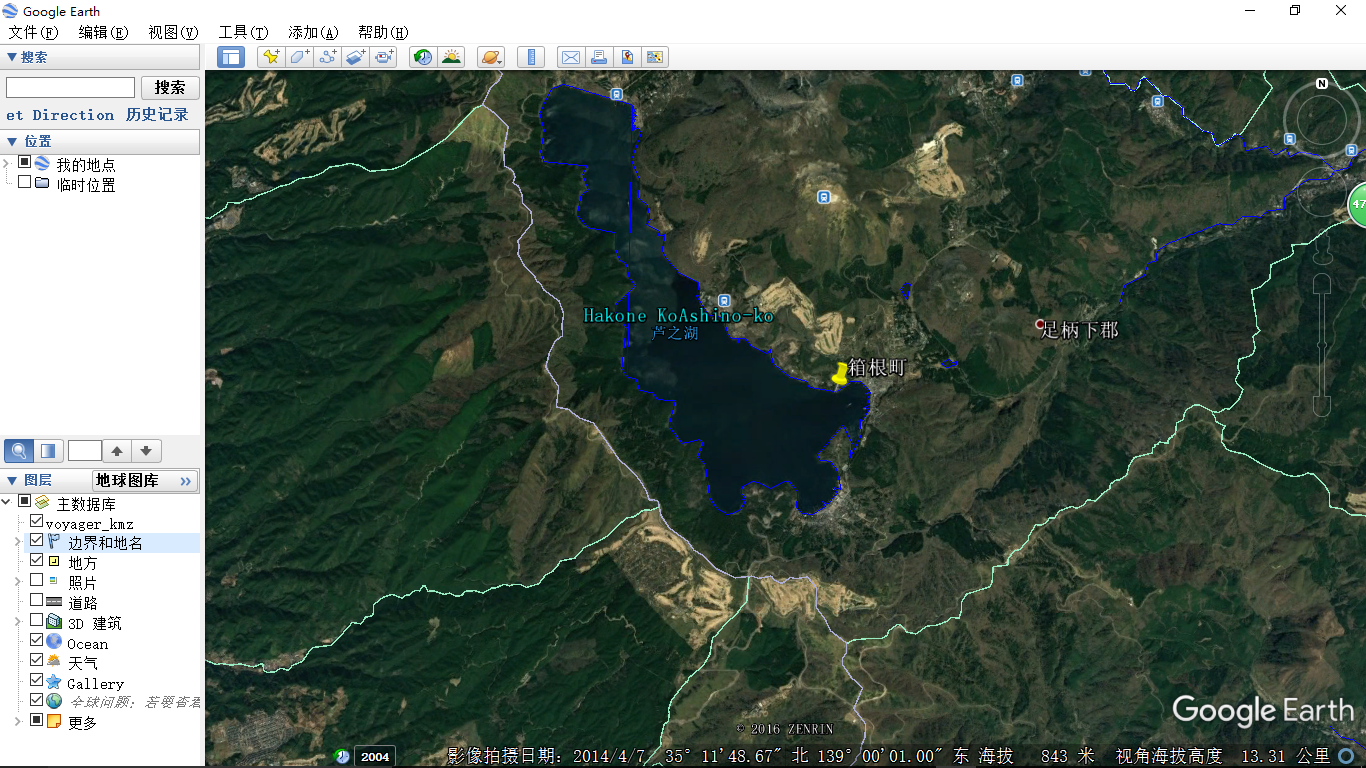 Google Earth
文件(F) 编辑(E) 视图(V) 工具(T) 添加(A) 帮助(H)
搜索
搜索
et Direction 历史记录
位置
我的地点
临时位置
图层
地球图库 »
主数据库
voyager_kmz
边界和地名
地方
照片
道路
3D 建筑
Ocean
天气
Gallery
全球问题:
更多
N
47
Hakone KoAshino-ko
芦之湖
箱根町
足柄下郡
© 2016 ZENRIN
Google Earth
2004
影像拍摄日期: 2014/4/7 35° 11'48.67" 北 139° 00'01.00" 东 海拔 843 米 视角海拔高度 13.31 公里